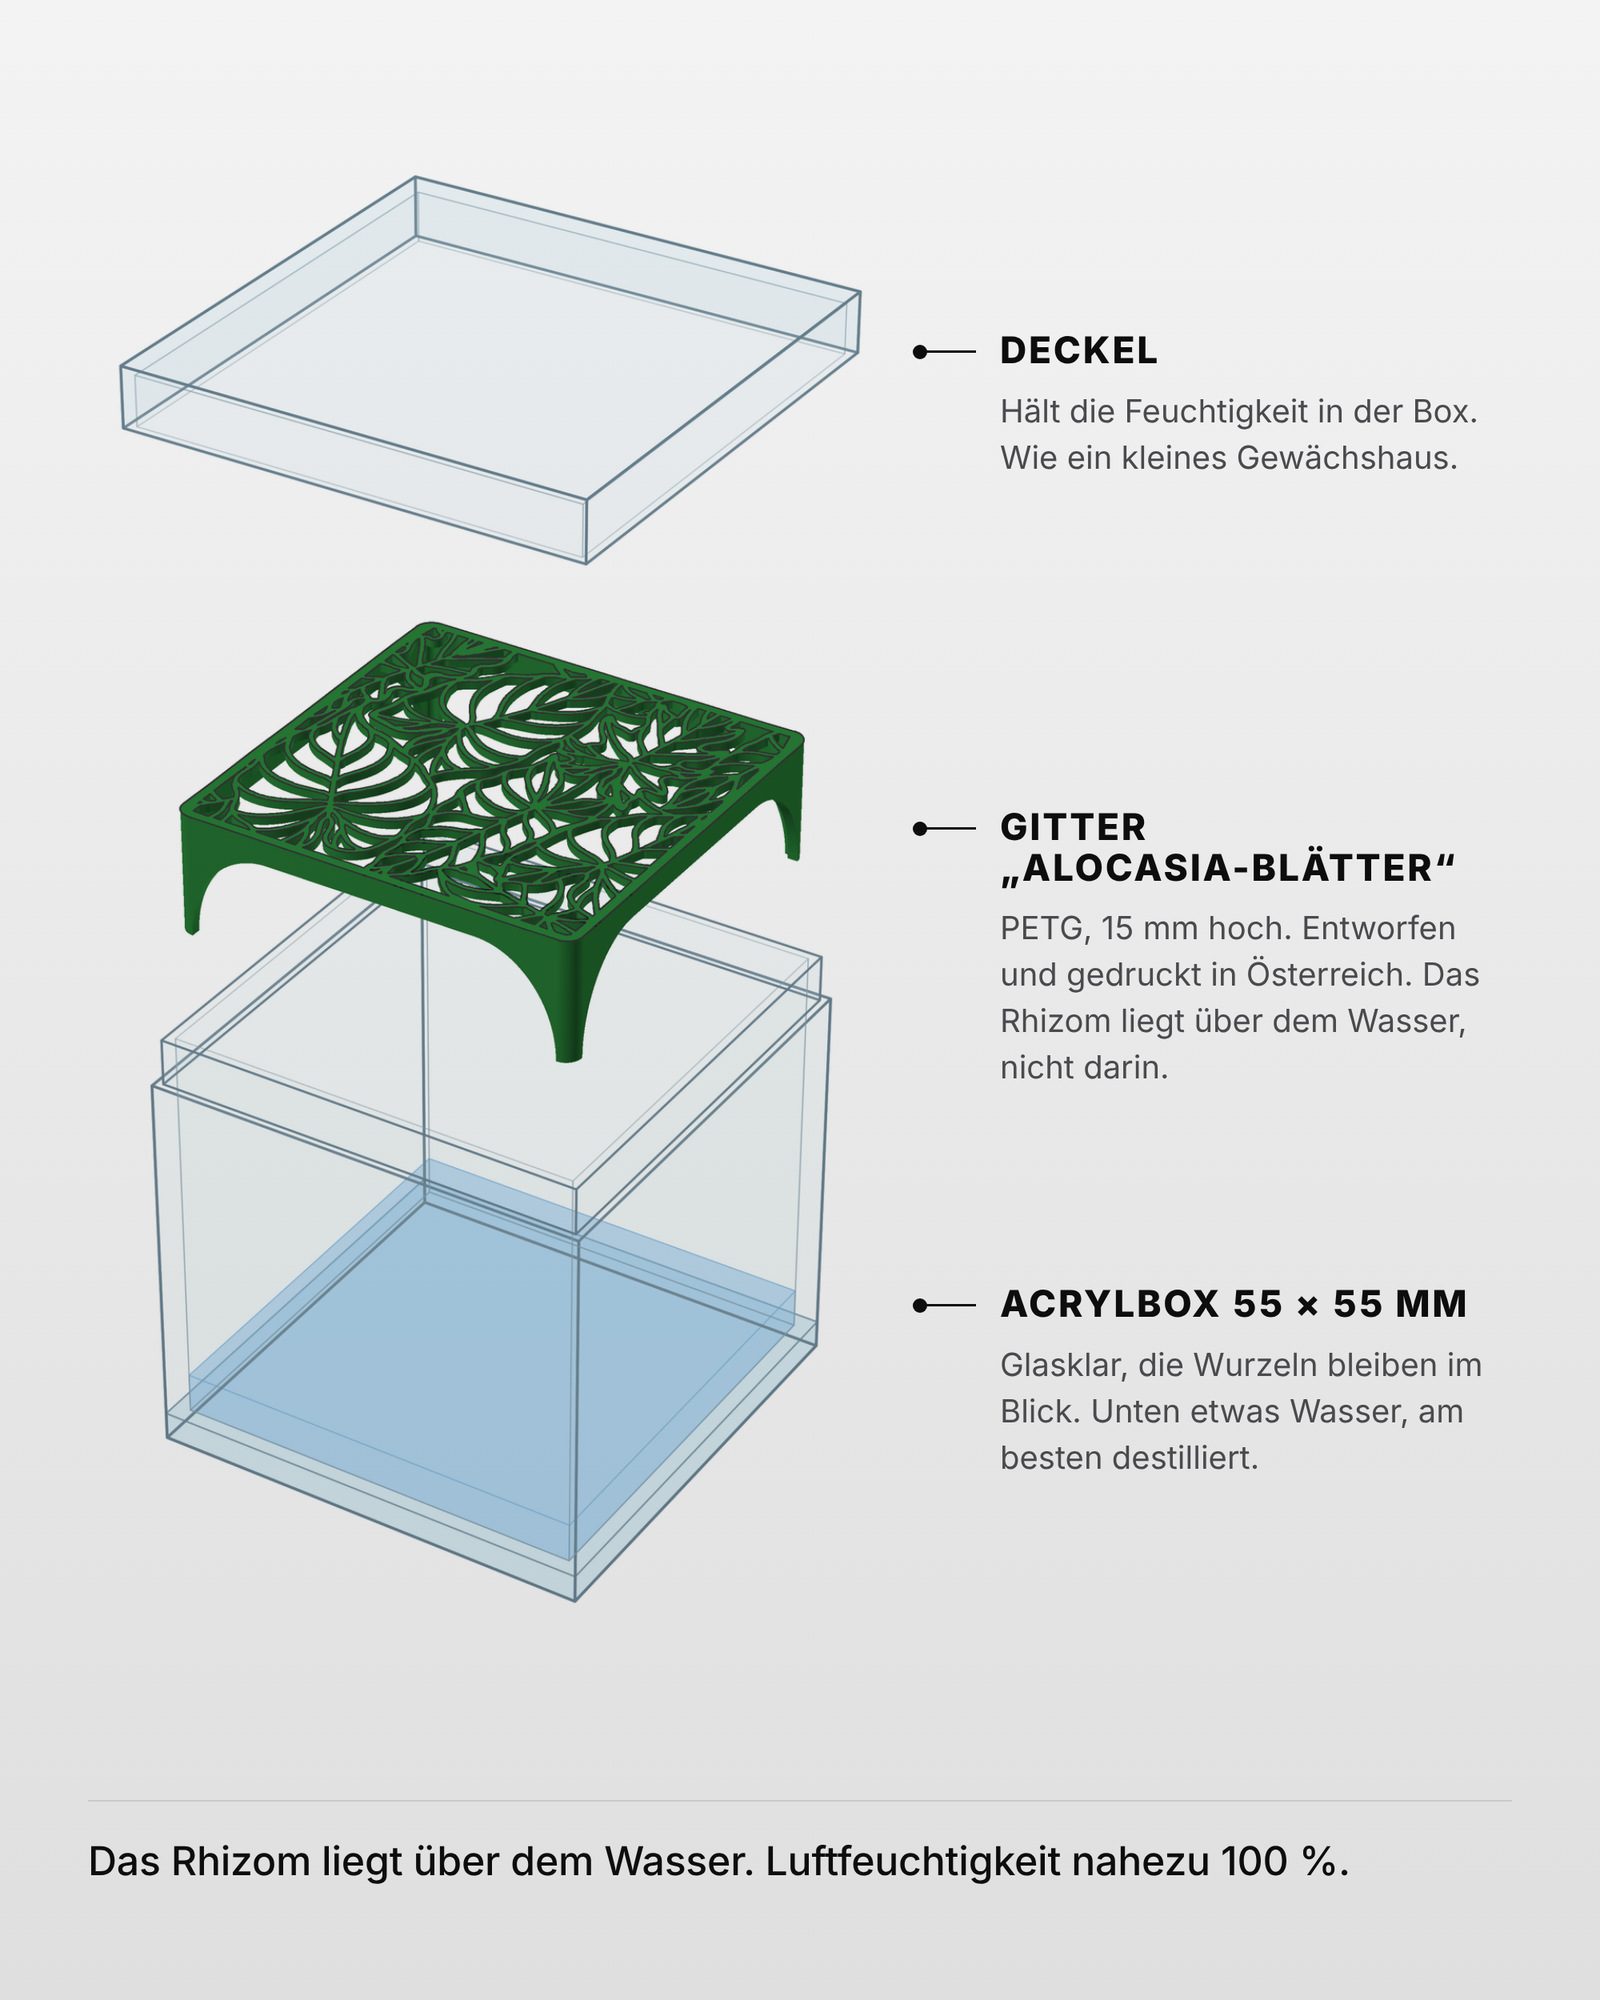 DECKEL
Hält die Feuchtigkeit in der Box.
Wie ein kleines Gewächshaus.
GITTER
„ALOCASIA-BLÄTTER“
PETG, 15 mm hoch. Entworfen
und gedruckt in Österreich. Das
Rhizom liegt über dem Wasser,
nicht darin.
ACRYLBOX 55 × 55 MM
Glasklar, die Wurzeln bleiben im
Blick. Unten etwas Wasser, am
besten destilliert.
Das Rhizom liegt über dem Wasser. Luftfeuchtigkeit nahezu 100 %.